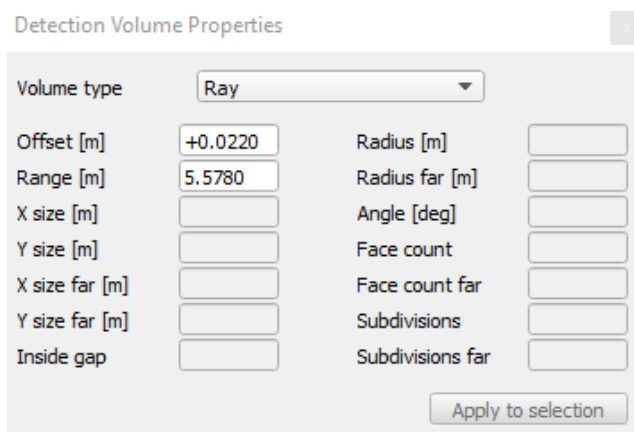 Detection Volume Properties
x
Volume type Ray
Offset [m] +0.0220 Radius [m]
Range [m] 5.5780 Radius far [m]
X size [m] Angle [deg]
Y size [m] Face count
X size far [m] Face count far
Y size far [m] Subdivisions
Inside gap Subdivisions far
Apply to selection